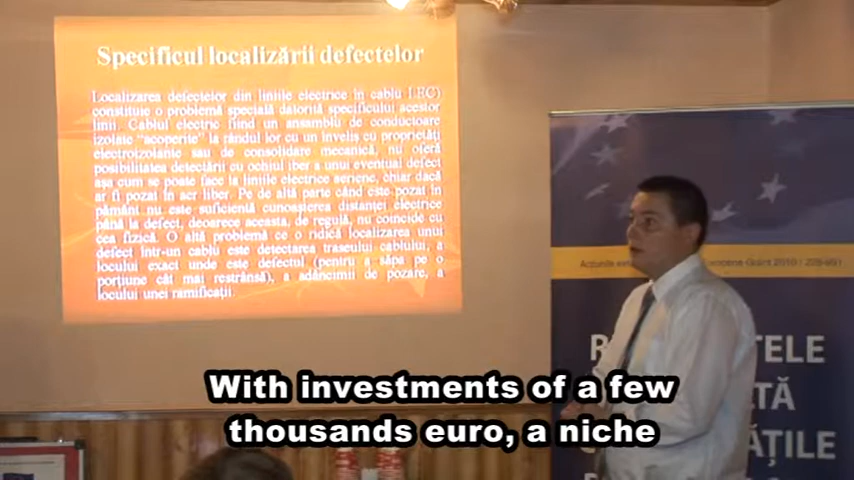 Specificul localizării defectelor
Localizarea defectelor din liniile electrice în cablu LEC)
constituie o problemă specială datorită specificului acestor
linii. Cablul electric fiind un ansamblu de conductoare
izolate "acoperite" la rândul lor cu un înveliș cu proprietăți
electroizolante sau de consolidare mecanică, nu oferă
posibilitatea detectării cu ochiul liber a unui eventual defect
așa cum se poate face la liniile electrice aeriene, chiar dacă
ar fi pozat în aer liber. Pe de altă parte când este pozat în
pământ nu este suficientă cunoașterea distanței electrice
până la defect, deoarece aceasta, de regulă, nu coincide cu
cea fizică. O altă problemă ce o ridică localizarea unui
defect într-un cablu este detectarea traseului cablului, a
locului exact unde este defectul (pentru a săpa pe o
porțiune cât mai restrânsă), a adâncimii de pozare, a
locului unei ramificații.
With investments of a few
thousands euro, a niche